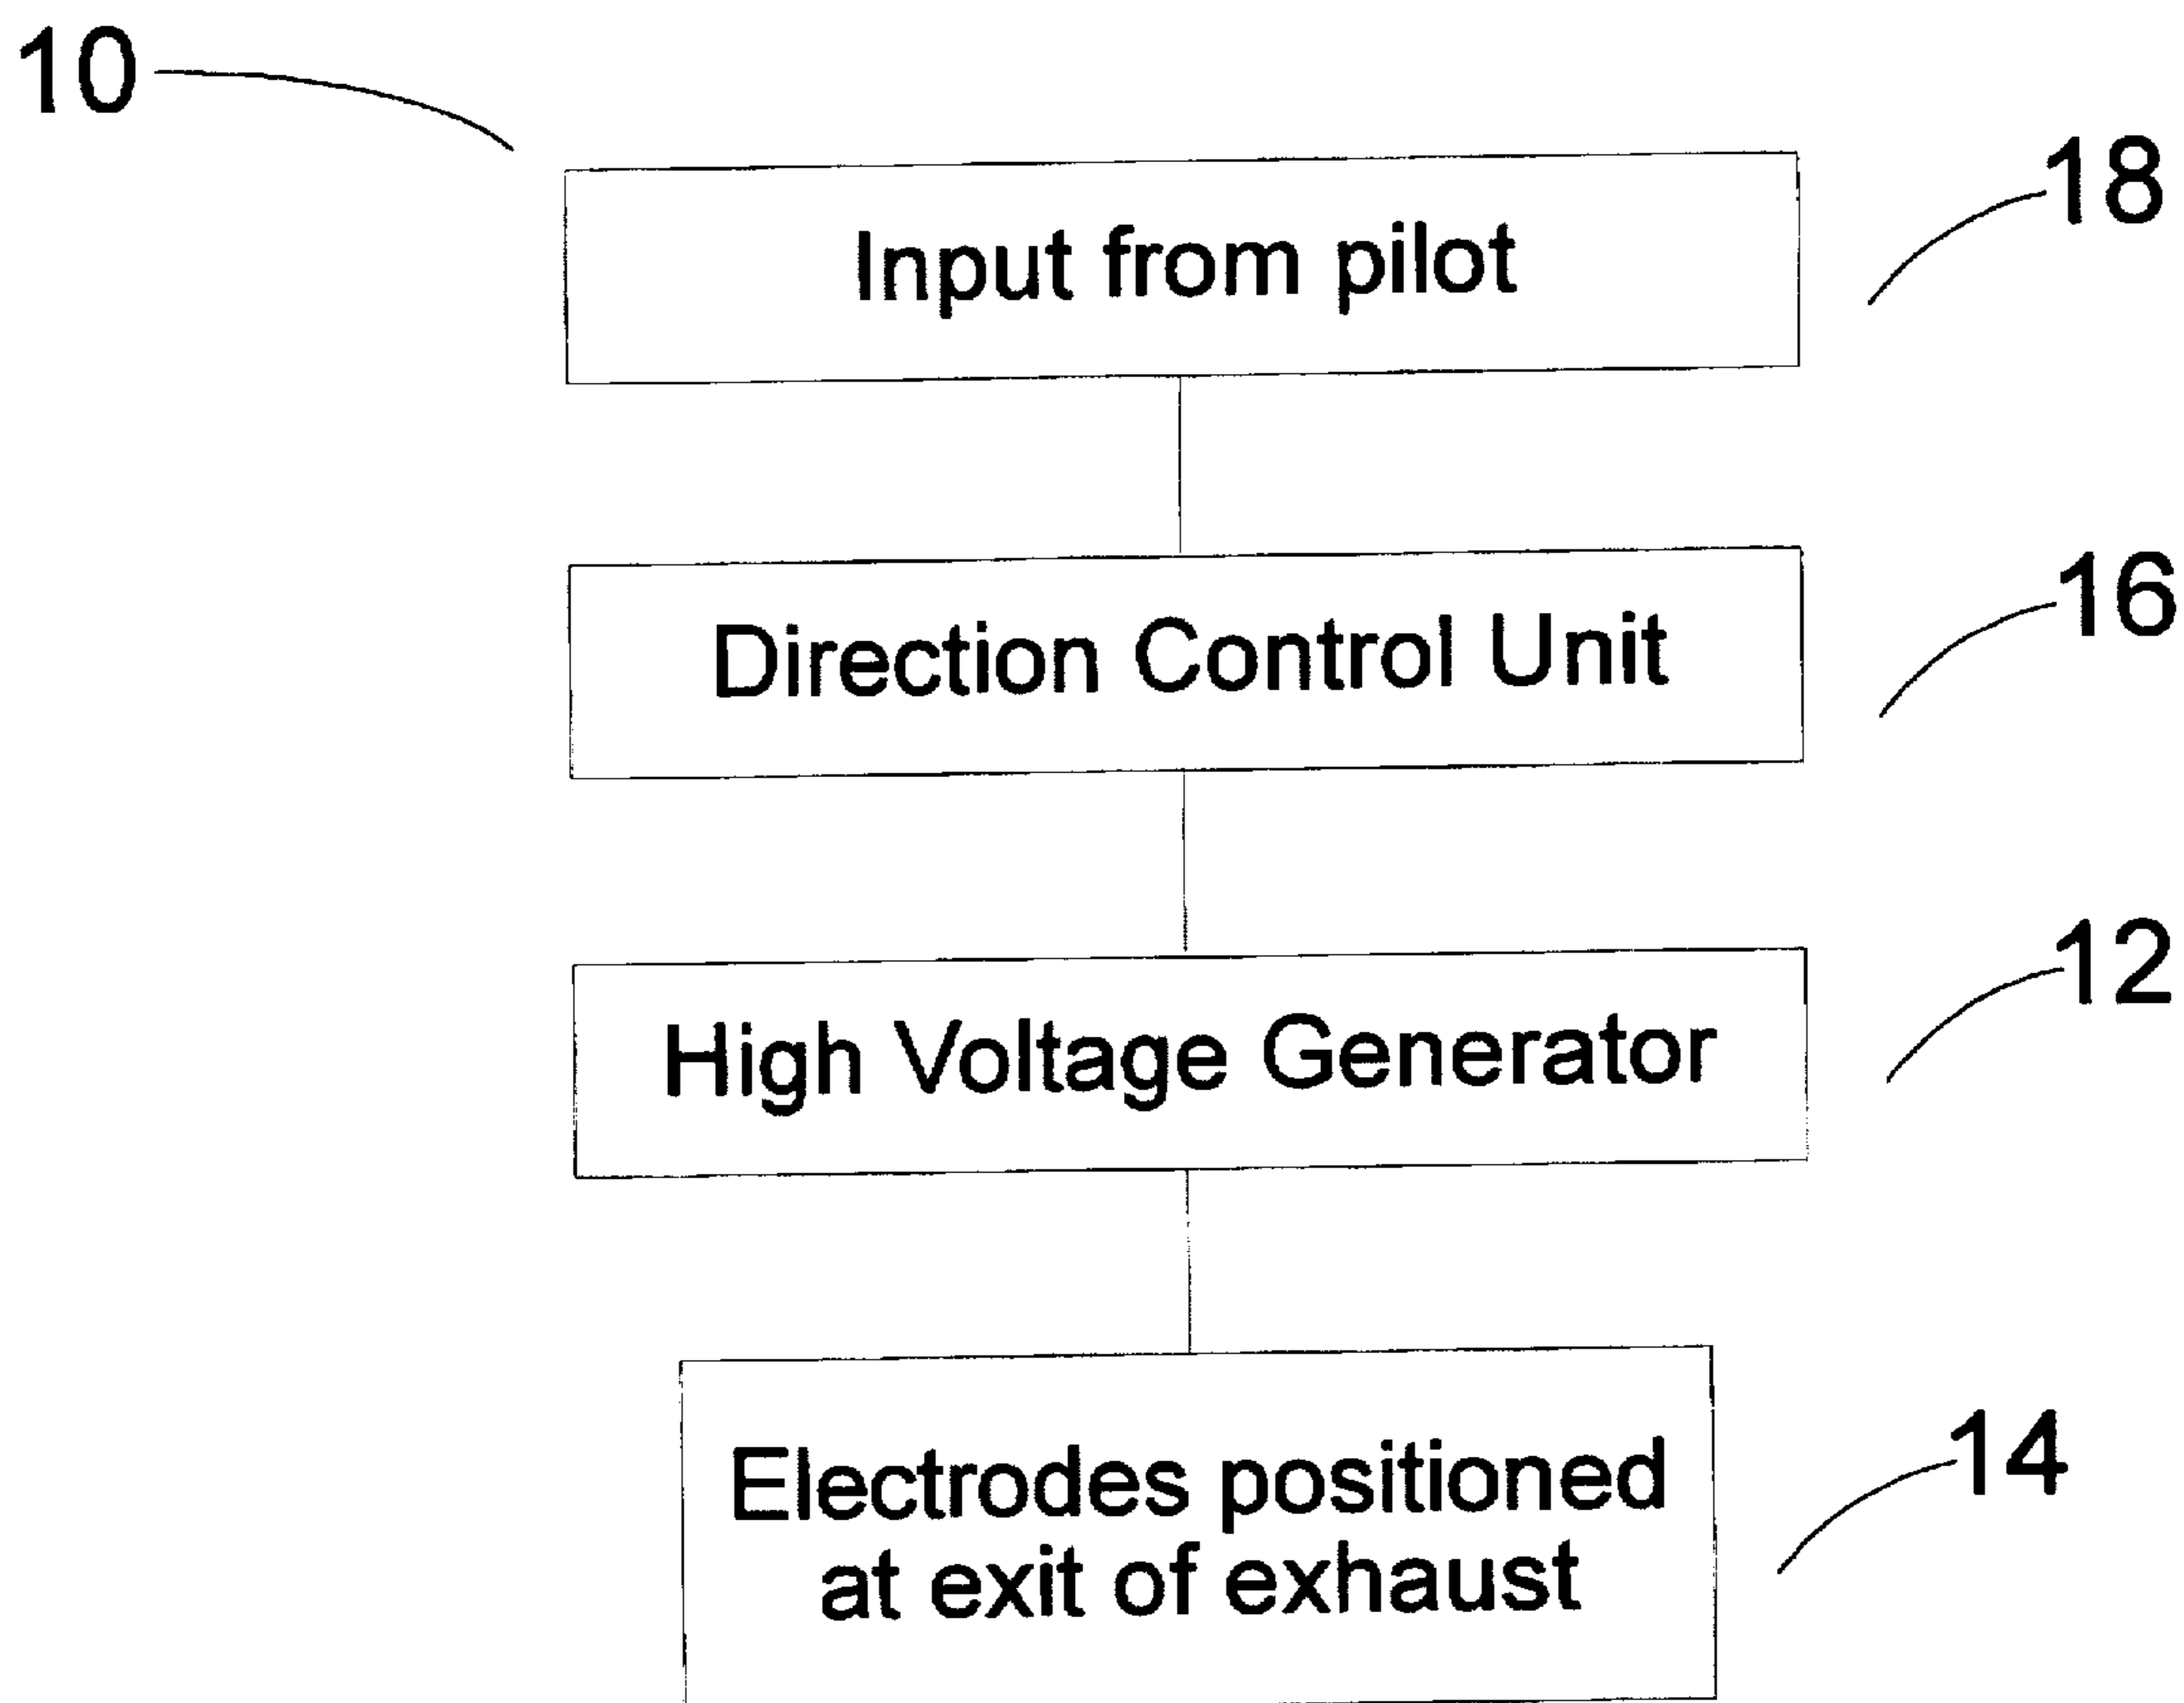 10
18
Input from pilot
16
Direction Control Unit
12
High Voltage Generator
14
Electrodes positioned
at exit of exhaust